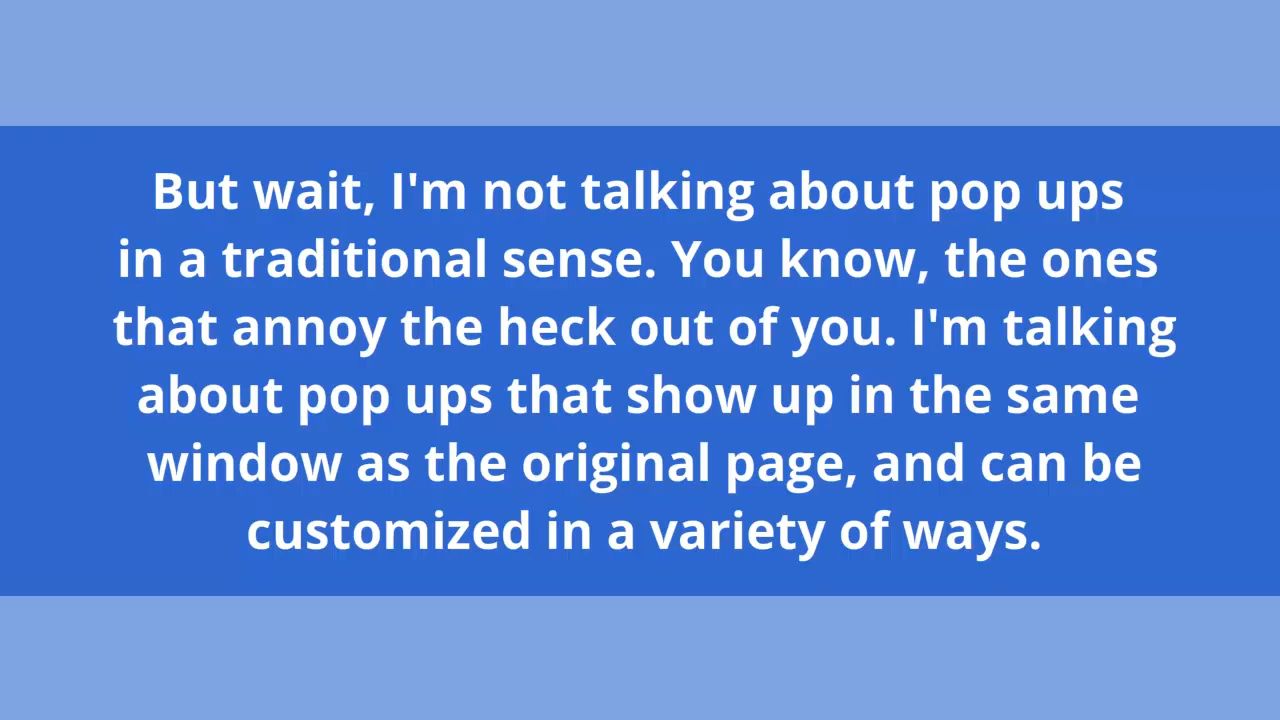 But wait, I'm not talking about pop ups
in a traditional sense. You know, the ones
that annoy the heck out of you. I'm talking
about pop ups that show up in the same
window as the original page, and can be
customized in a variety of ways.